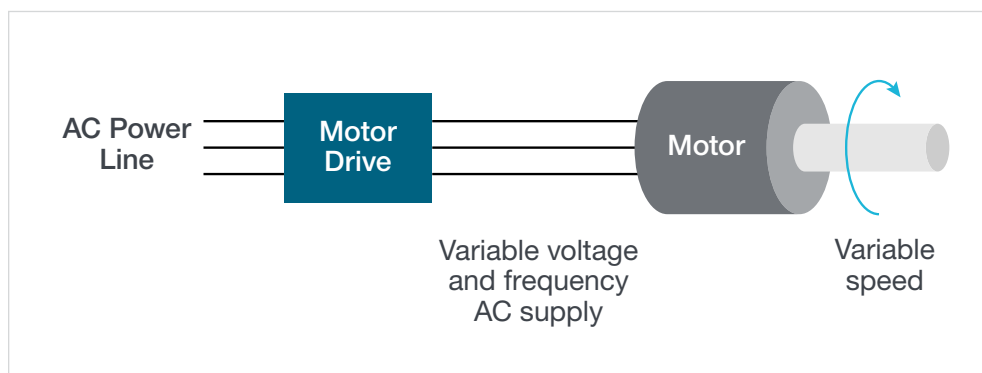 AC Power
Line
Motor
Drive
Motor
Variable voltage
and frequency
AC supply
Variable
speed